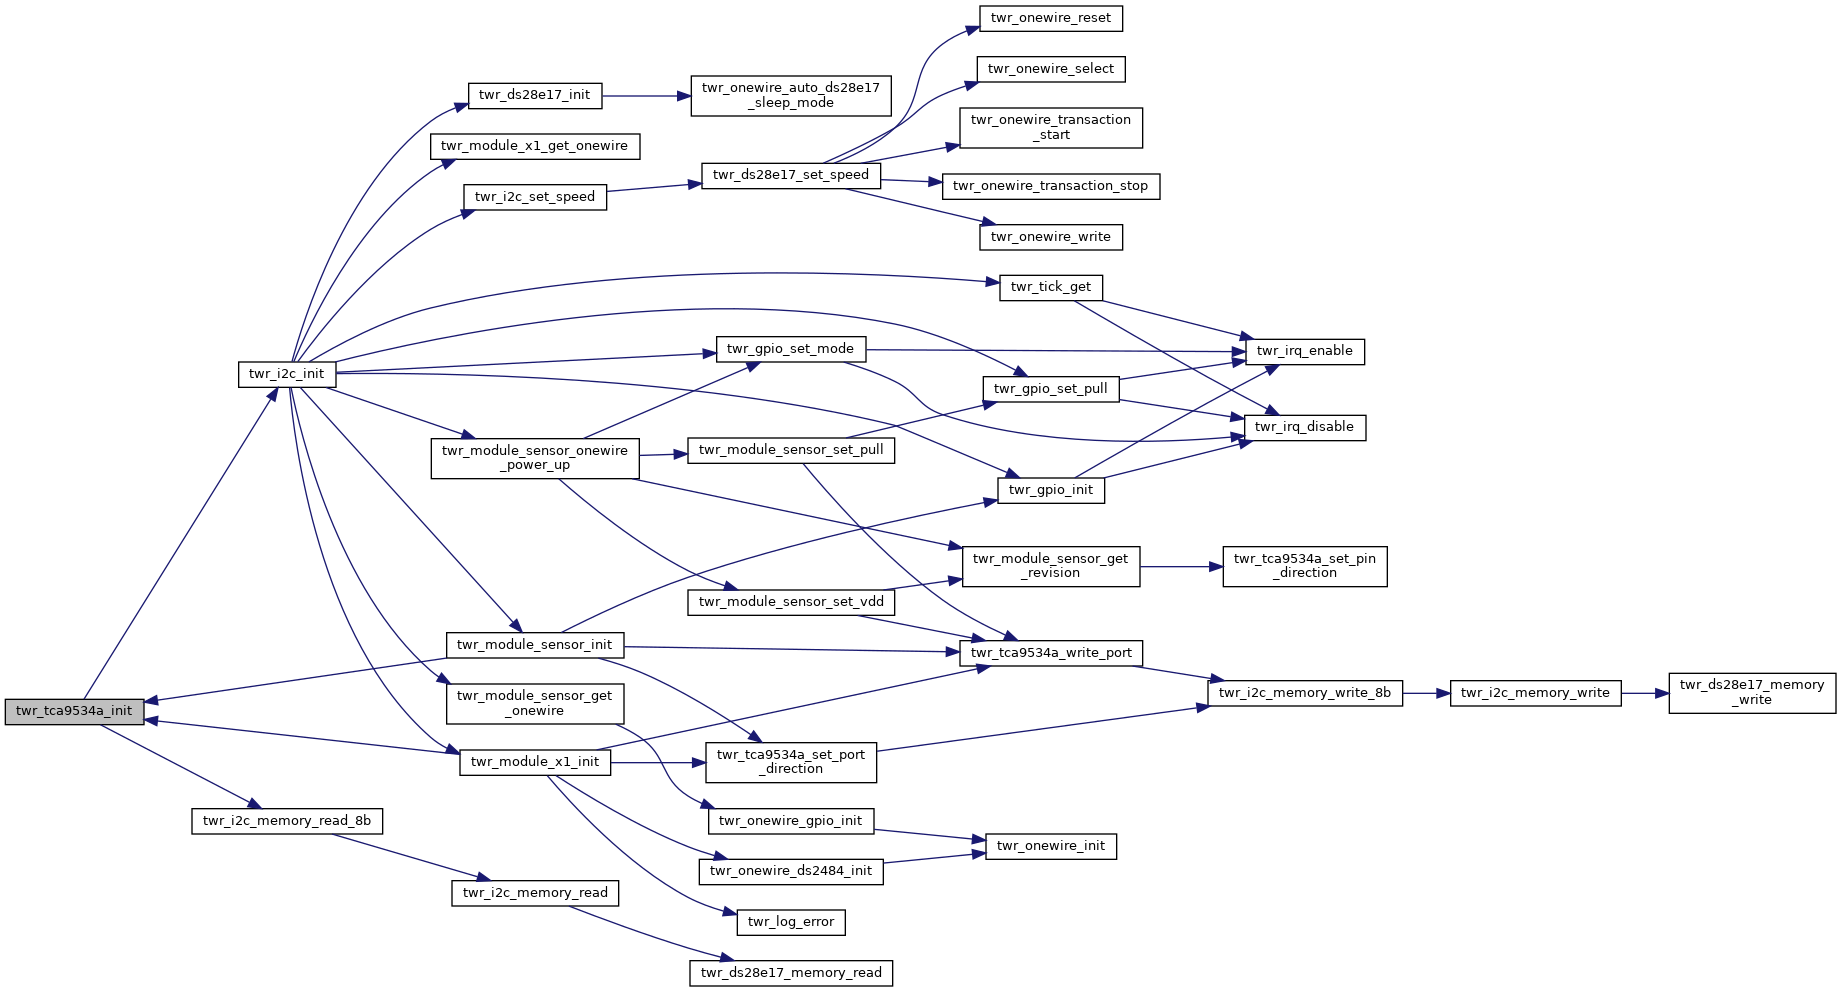 twr_onewire_reset
twr_onewire_select
twr_ds28e17_init
twr_onewire_auto_ds28e17
_sleep_mode
twr_onewire_transaction
_start
twr_module_x1_get_onewire
twr_ds28e17_set_speed
twr_onewire_transaction_stop
twr_i2c_set_speed
twr_onewire_write
twr_tick_get
twr_gpio_set_mode
twr_irq_enable
twr_i2c_init
twr_gpio_set_pull
twr_irq_disable
twr_module_sensor_onewire
_power_up
twr_module_sensor_set_pull
twr_gpio_init
twr_module_sensor_get
_revision
twr_tca9534a_set_pin
_direction
twr_module_sensor_set_vdd
twr_module_sensor_init
twr_tca9534a_write_port
twr_i2c_memory_write_8b
twr_i2c_memory_write
twr_ds28e17_memory
_write
twr_module_sensor_get
_onewire
twr_tca9534a_init
twr_module_x1_init
twr_tca9534a_set_port
_direction
twr_i2c_memory_read_8b
twr_onewire_gpio_init
twr_onewire_init
twr_onewire_ds2484_init
twr_i2c_memory_read
twr_log_error
twr_ds28e17_memory_read